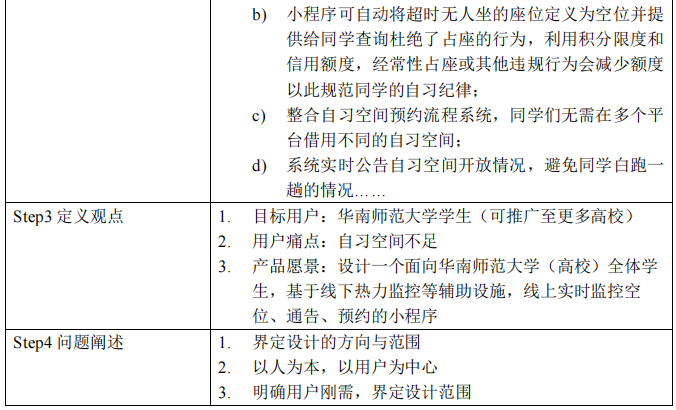 b) 小程序可自动将超时无人坐的座位定义为空位并提
供给同学查询杜绝了占座的行为，利用积分限度和
信用额度，经常性占座或其他违规行为会减少额度
以此规范同学的自习纪律；
c) 整合自习空间预约流程系统，同学们无需在多个平
台借用不同的自习空间；
d) 系统实时公告自习空间开放情况，避免同学白跑一
趟的情况……
Step3 定义观点
1. 目标用户：华南师范大学学生（可推广至更多高校）
2. 用户痛点：自习空间不足
3. 产品愿景：设计一个面向华南师范大学（高校）全体学
生，基于线下热力监控等辅助设施，线上实时监控空
位、通告、预约的小程序
Step4 问题阐述
1. 界定设计的方向与范围
2. 以人为本，以用户为中心
3. 明确用户刚需，界定设计范围